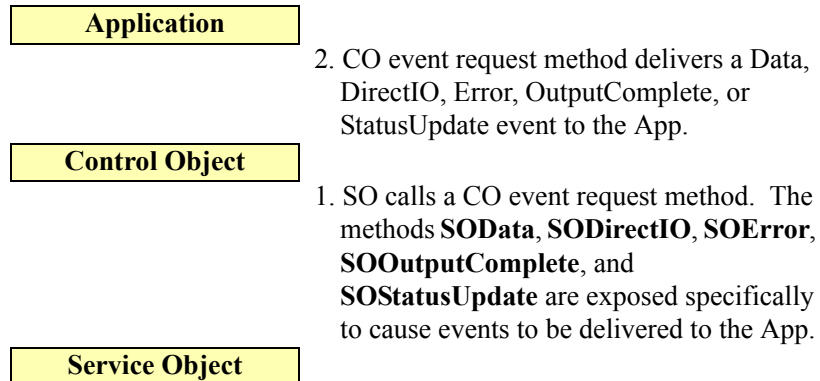 Application
2. CO event request method delivers a Data,
DirectIO, Error, OutputComplete, or
StatusUpdate event to the App.
Control Object
1. SO calls a CO event request method. The
methods SOData, SODirectIO, SOError,
SOOutputComplete, and
SOStatusUpdate are exposed specifically
to cause events to be delivered to the App.
Service Object